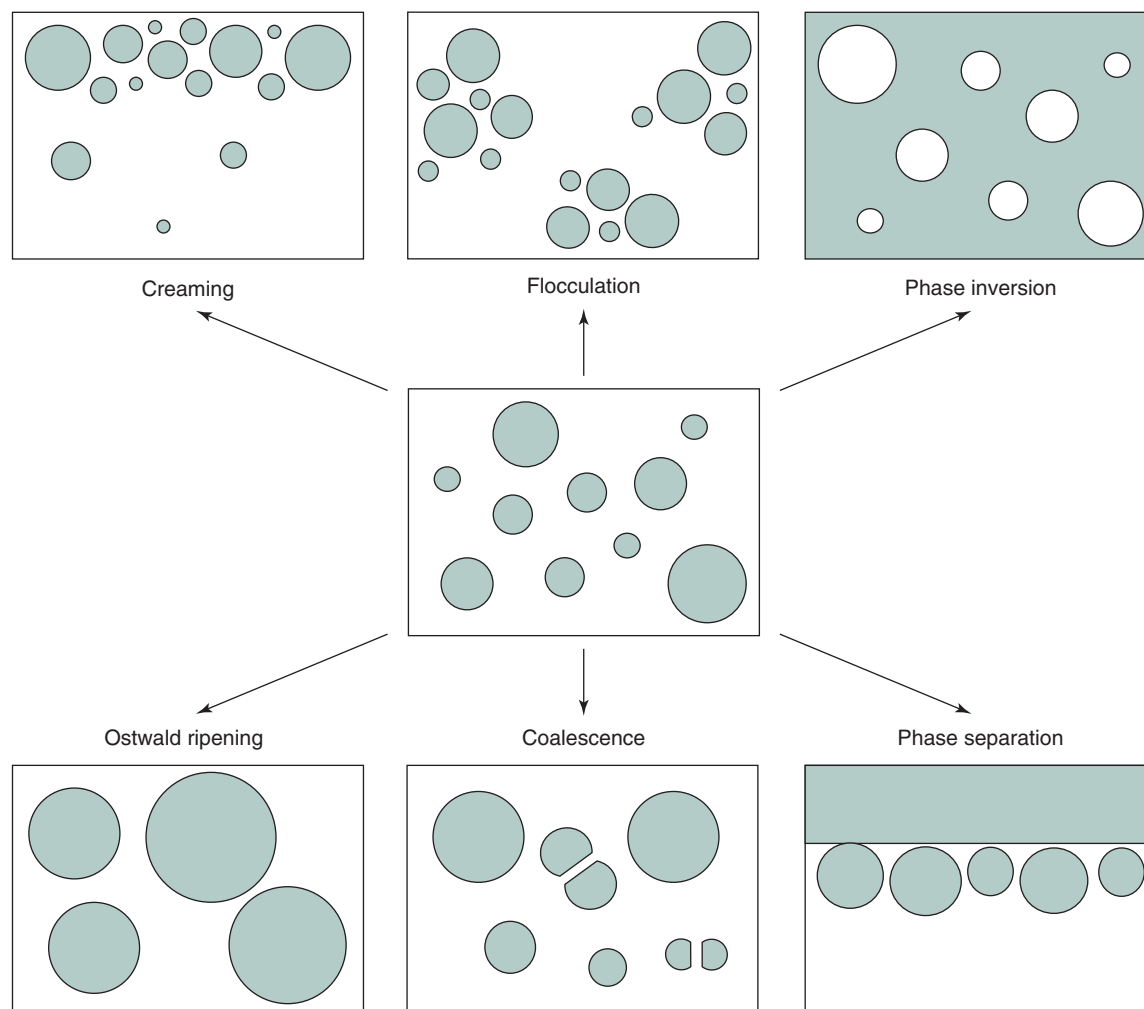 Creaming
Flocculation
Phase inversion
Ostwald ripening
Coalescence
Phase separation